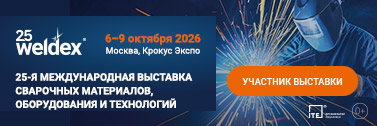 25
weldex®
6–9 октября 2026
Москва, Крокус Экспо
25-Я МЕЖДУНАРОДНАЯ ВЫСТАВКА
СВАРОЧНЫХ МАТЕРИАЛОВ,
ОБОРУДОВАНИЯ И ТЕХНОЛОГИЙ
УЧАСТНИК ВЫСТАВКИ
ITE
0+